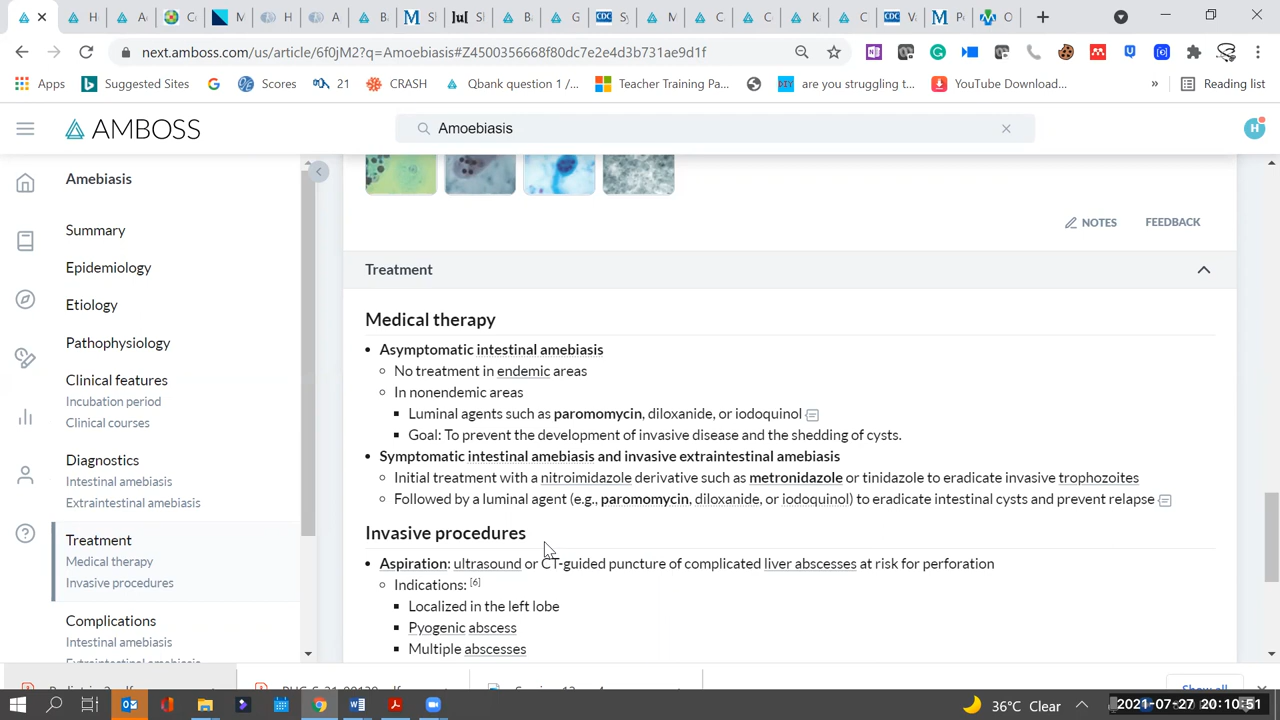 A
H
A
Co
M
H
A
B
M S
[u[ S
B
G
CDC Sy
M
C
C
K
C
CDC V
M P
O
next.amboss.com/us/article/6f0jM2?q=Amoebiasis#Z4500356668f80dc7e2e4d3b731ae9d1f
Apps
Suggested Sites
Scores
21
CRASH
Qbank question 1 /...
Teacher Training Pa...
are you struggling t...
YouTube Download...
»
Reading list
AMBOSS
Amoebiasis
H
Amebiasis
Summary
Epidemiology
Etiology
Pathophysiology
Clinical features
Incubation period
Clinical courses
Diagnostics
Intestinal amebiasis
Extraintestinal amebiasis
Treatment
Medical therapy
Invasive procedures
Complications
Intestinal amebiasis
NOTES
FEEDBACK
Treatment
Medical therapy
• Asymptomatic intestinal amebiasis
No treatment in endemic areas
In nonendemic areas
Luminal agents such as paromomycin, diloxanide, or iodoquinol
Goal: To prevent the development of invasive disease and the shedding of cysts.
• Symptomatic intestinal amebiasis and invasive extraintestinal amebiasis
Initial treatment with a nitroimidazole derivative such as metronidazole or tinidazole to eradicate invasive trophozoites
Followed by a luminal agent (e.g., paromomycin, diloxanide, or iodoquinol) to eradicate intestinal cysts and prevent relapse
Invasive procedures
• Aspiration: ultrasound or CT-guided puncture of complicated liver abscesses at risk for perforation
Indications: [6]
Localized in the left lobe
Pyogenic abscess
Multiple abscesses
Show all
36°C Clear
2021-07-27 20:10:51